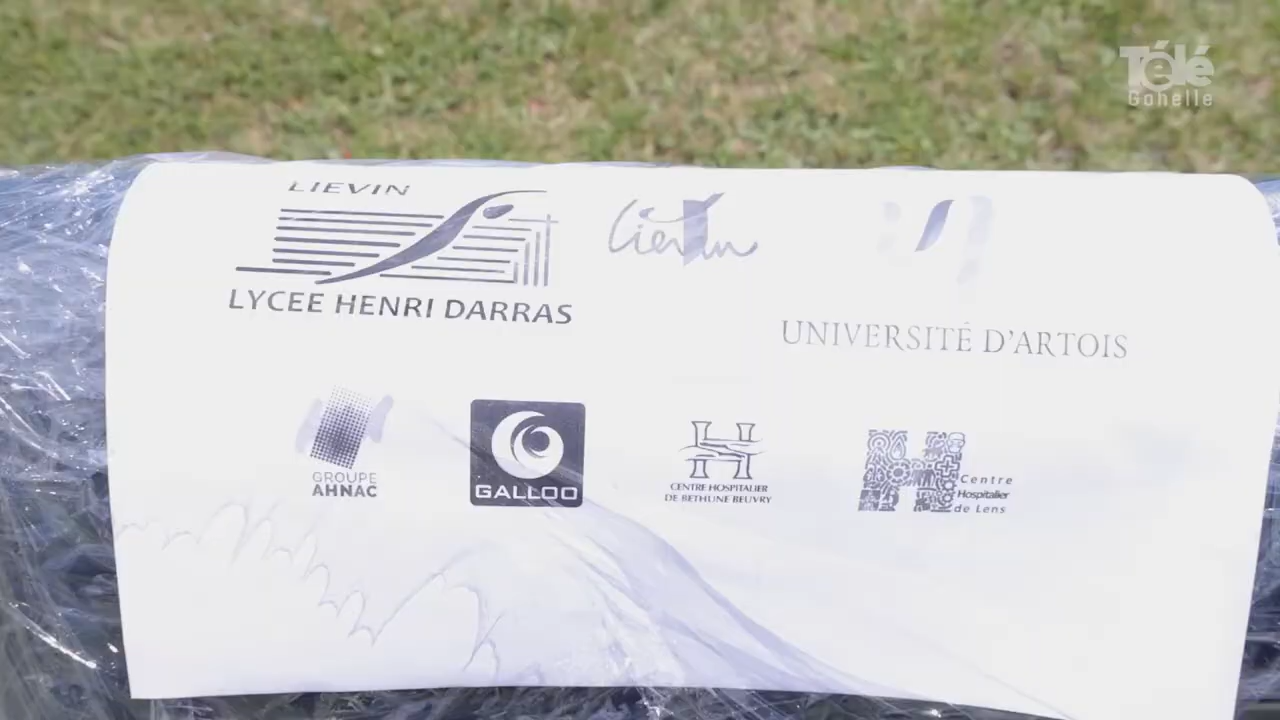 Télé
Gohelle
LIEVIN
LYCEE HENRI DARRAS
Liévin
UNIVERSITÉ D'ARTOIS
GROUPE
AHNAC
GALLOO
H
CENTRE HOSPITALIER
DE BETHUNE BEUVRY
H
Centre
Hospitalier
de Lens